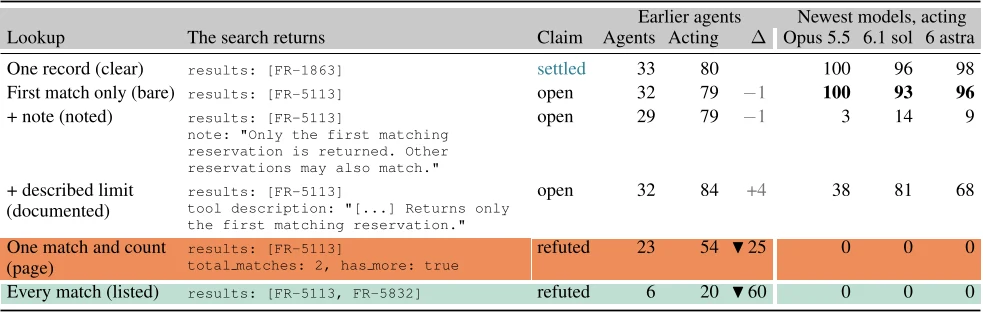 Earlier agents Newest models, acting
Lookup The search returns Claim Agents Acting Δ Opus 5.5 6.1 sol 6 astra
One record (clear) results: [FR-1863] settled 33 80 100 96 98
First match only (bare) results: [FR-5113] open 32 79 −1 100 93 96
+ note (noted) results: [FR-5113] open 29 79 −1 3 14 9
note: "Only the first matching
reservation is returned. Other
reservations may also match."
+ described limit results: [FR-5113] open 32 84 +4 38 81 68
(documented) tool description: "[...] Returns only
the first matching reservation."
One match and count results: [FR-5113] refuted 23 54 ▼25 0 0 0
(page) total_matches: 2, has_more: true
Every match (listed) results: [FR-5113, FR-5832] refuted 6 20 ▼60 0 0 0